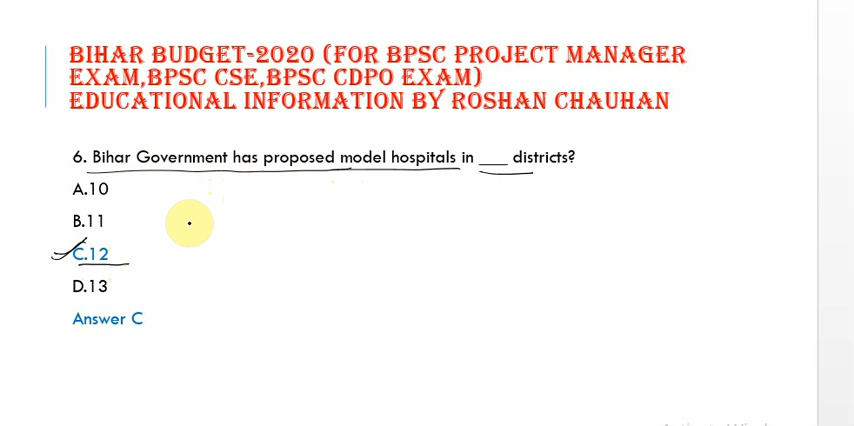 BIHAR BUDGET-2020 (FOR BPSC PROJECT MANAGER
EXAM,BPSC CSE,BPSC CDPO EXAM)
EDUCATIONAL INFORMATION BY ROSHAN CHAUHAN
6. Bihar Government has proposed model hospitals in ___ districts?
A.10
B.11
C.12
D.13
Answer C